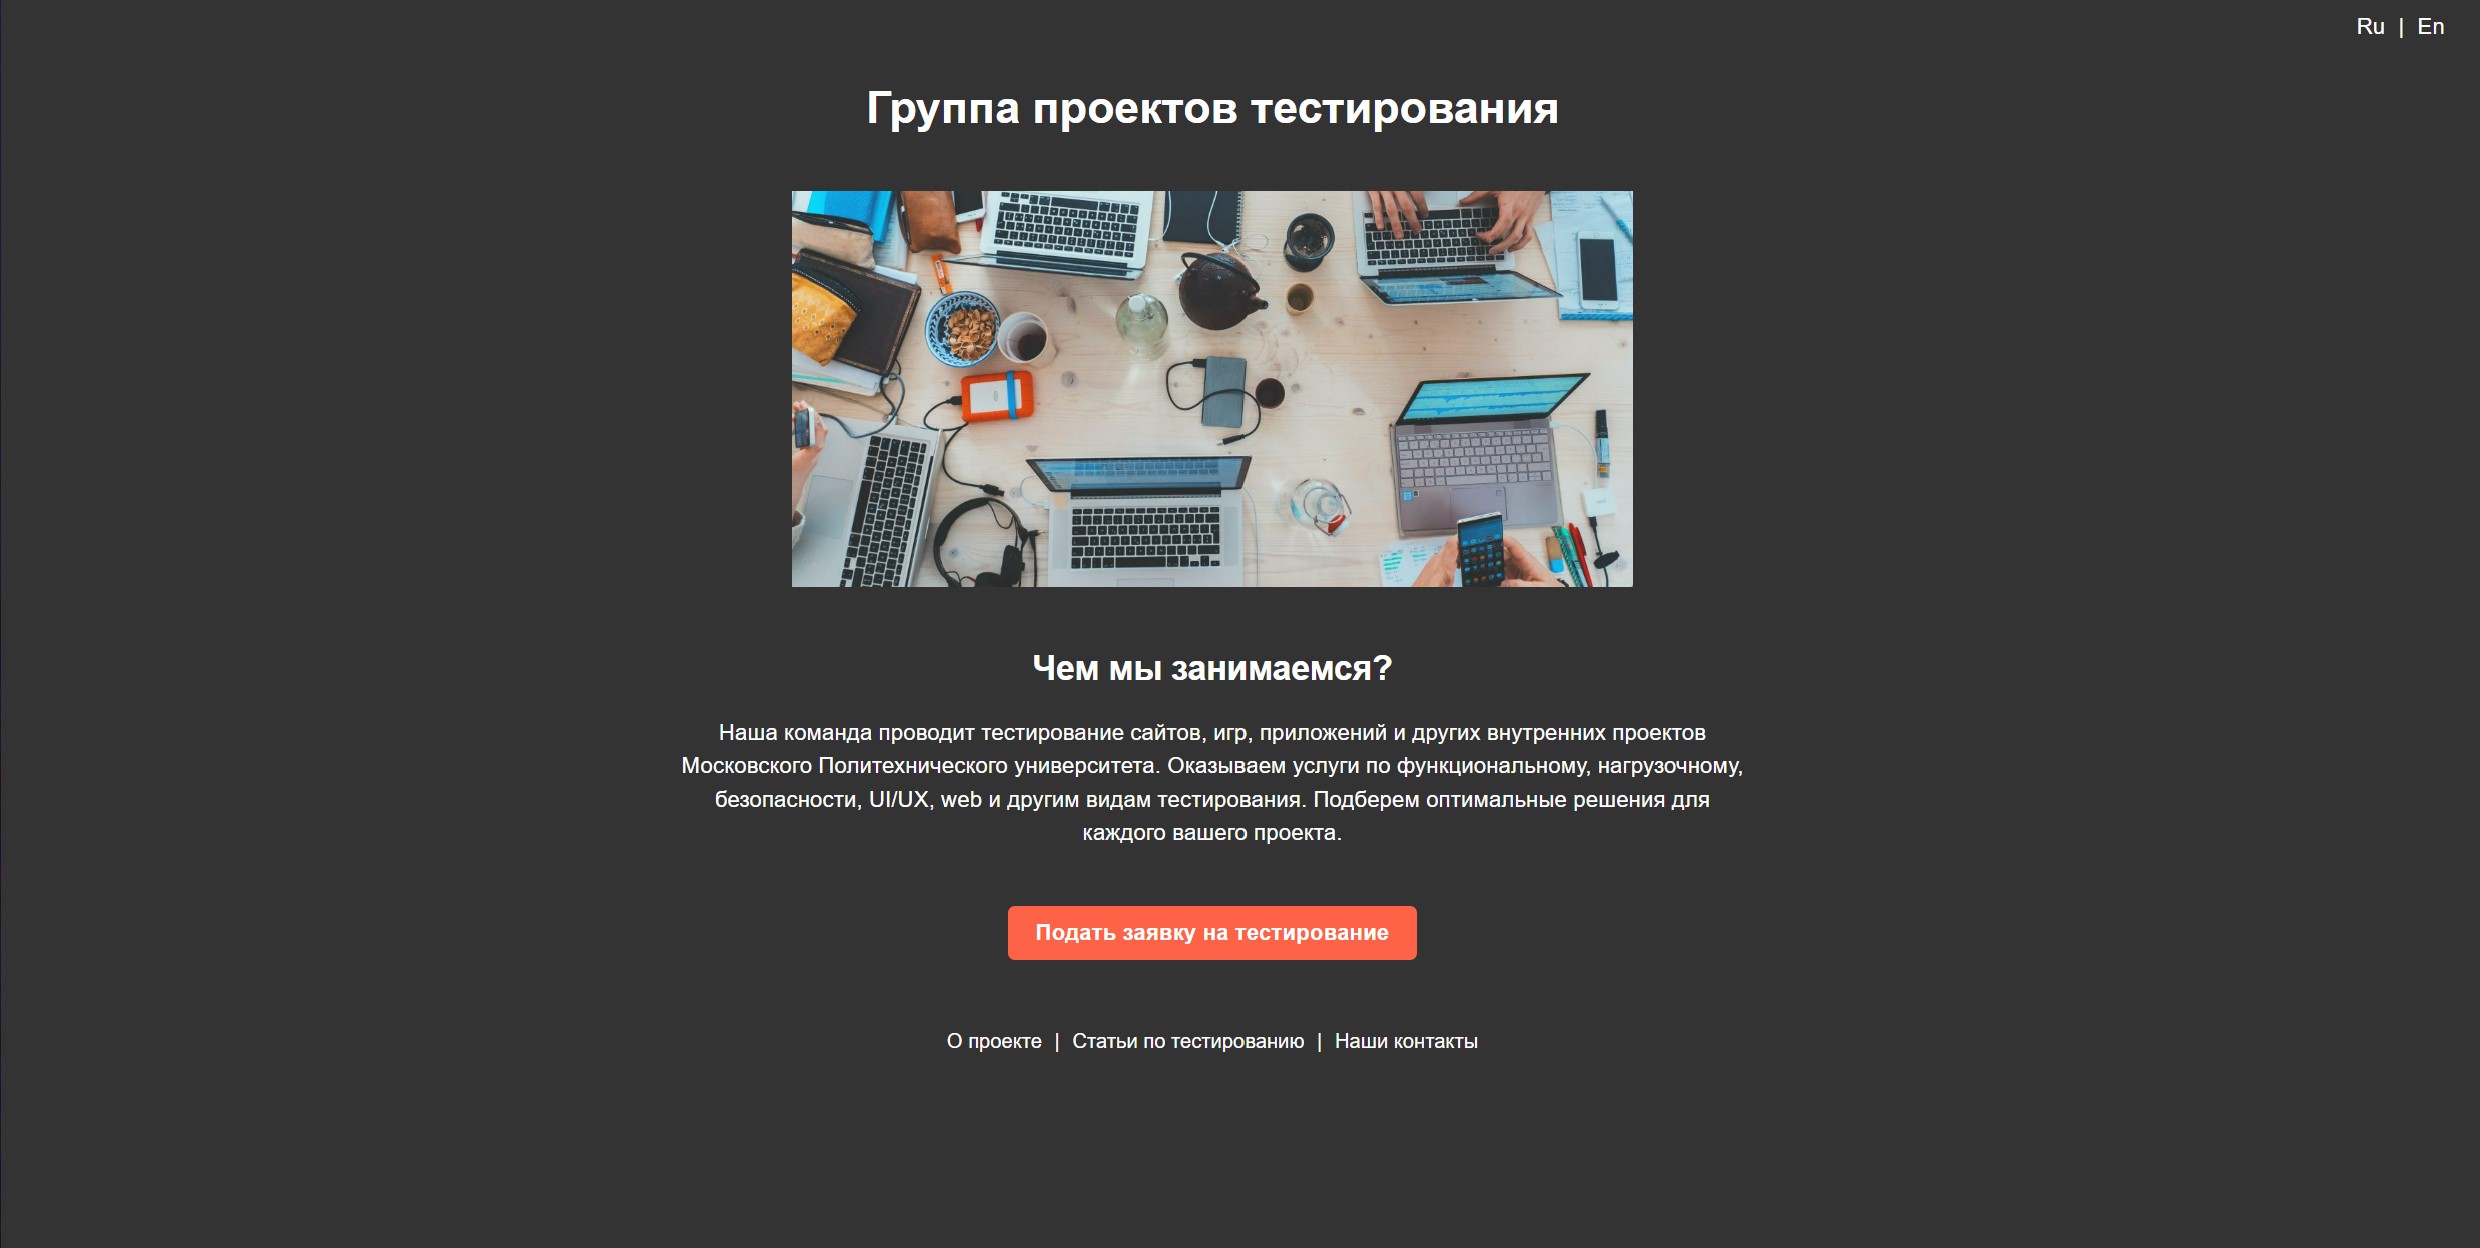 Ru | En
Группа проектов тестирования
Чем мы занимаемся?
Наша команда проводит тестирование сайтов, игр, приложений и других внутренних проектов
Московского Политехнического университета. Оказываем услуги по функциональному, нагрузочному,
безопасности, UI/UX, web и другим видам тестирования. Подберем оптимальные решения для
каждого вашего проекта.
Подать заявку на тестирование
О проекте | Статьи по тестированию | Наши контакты